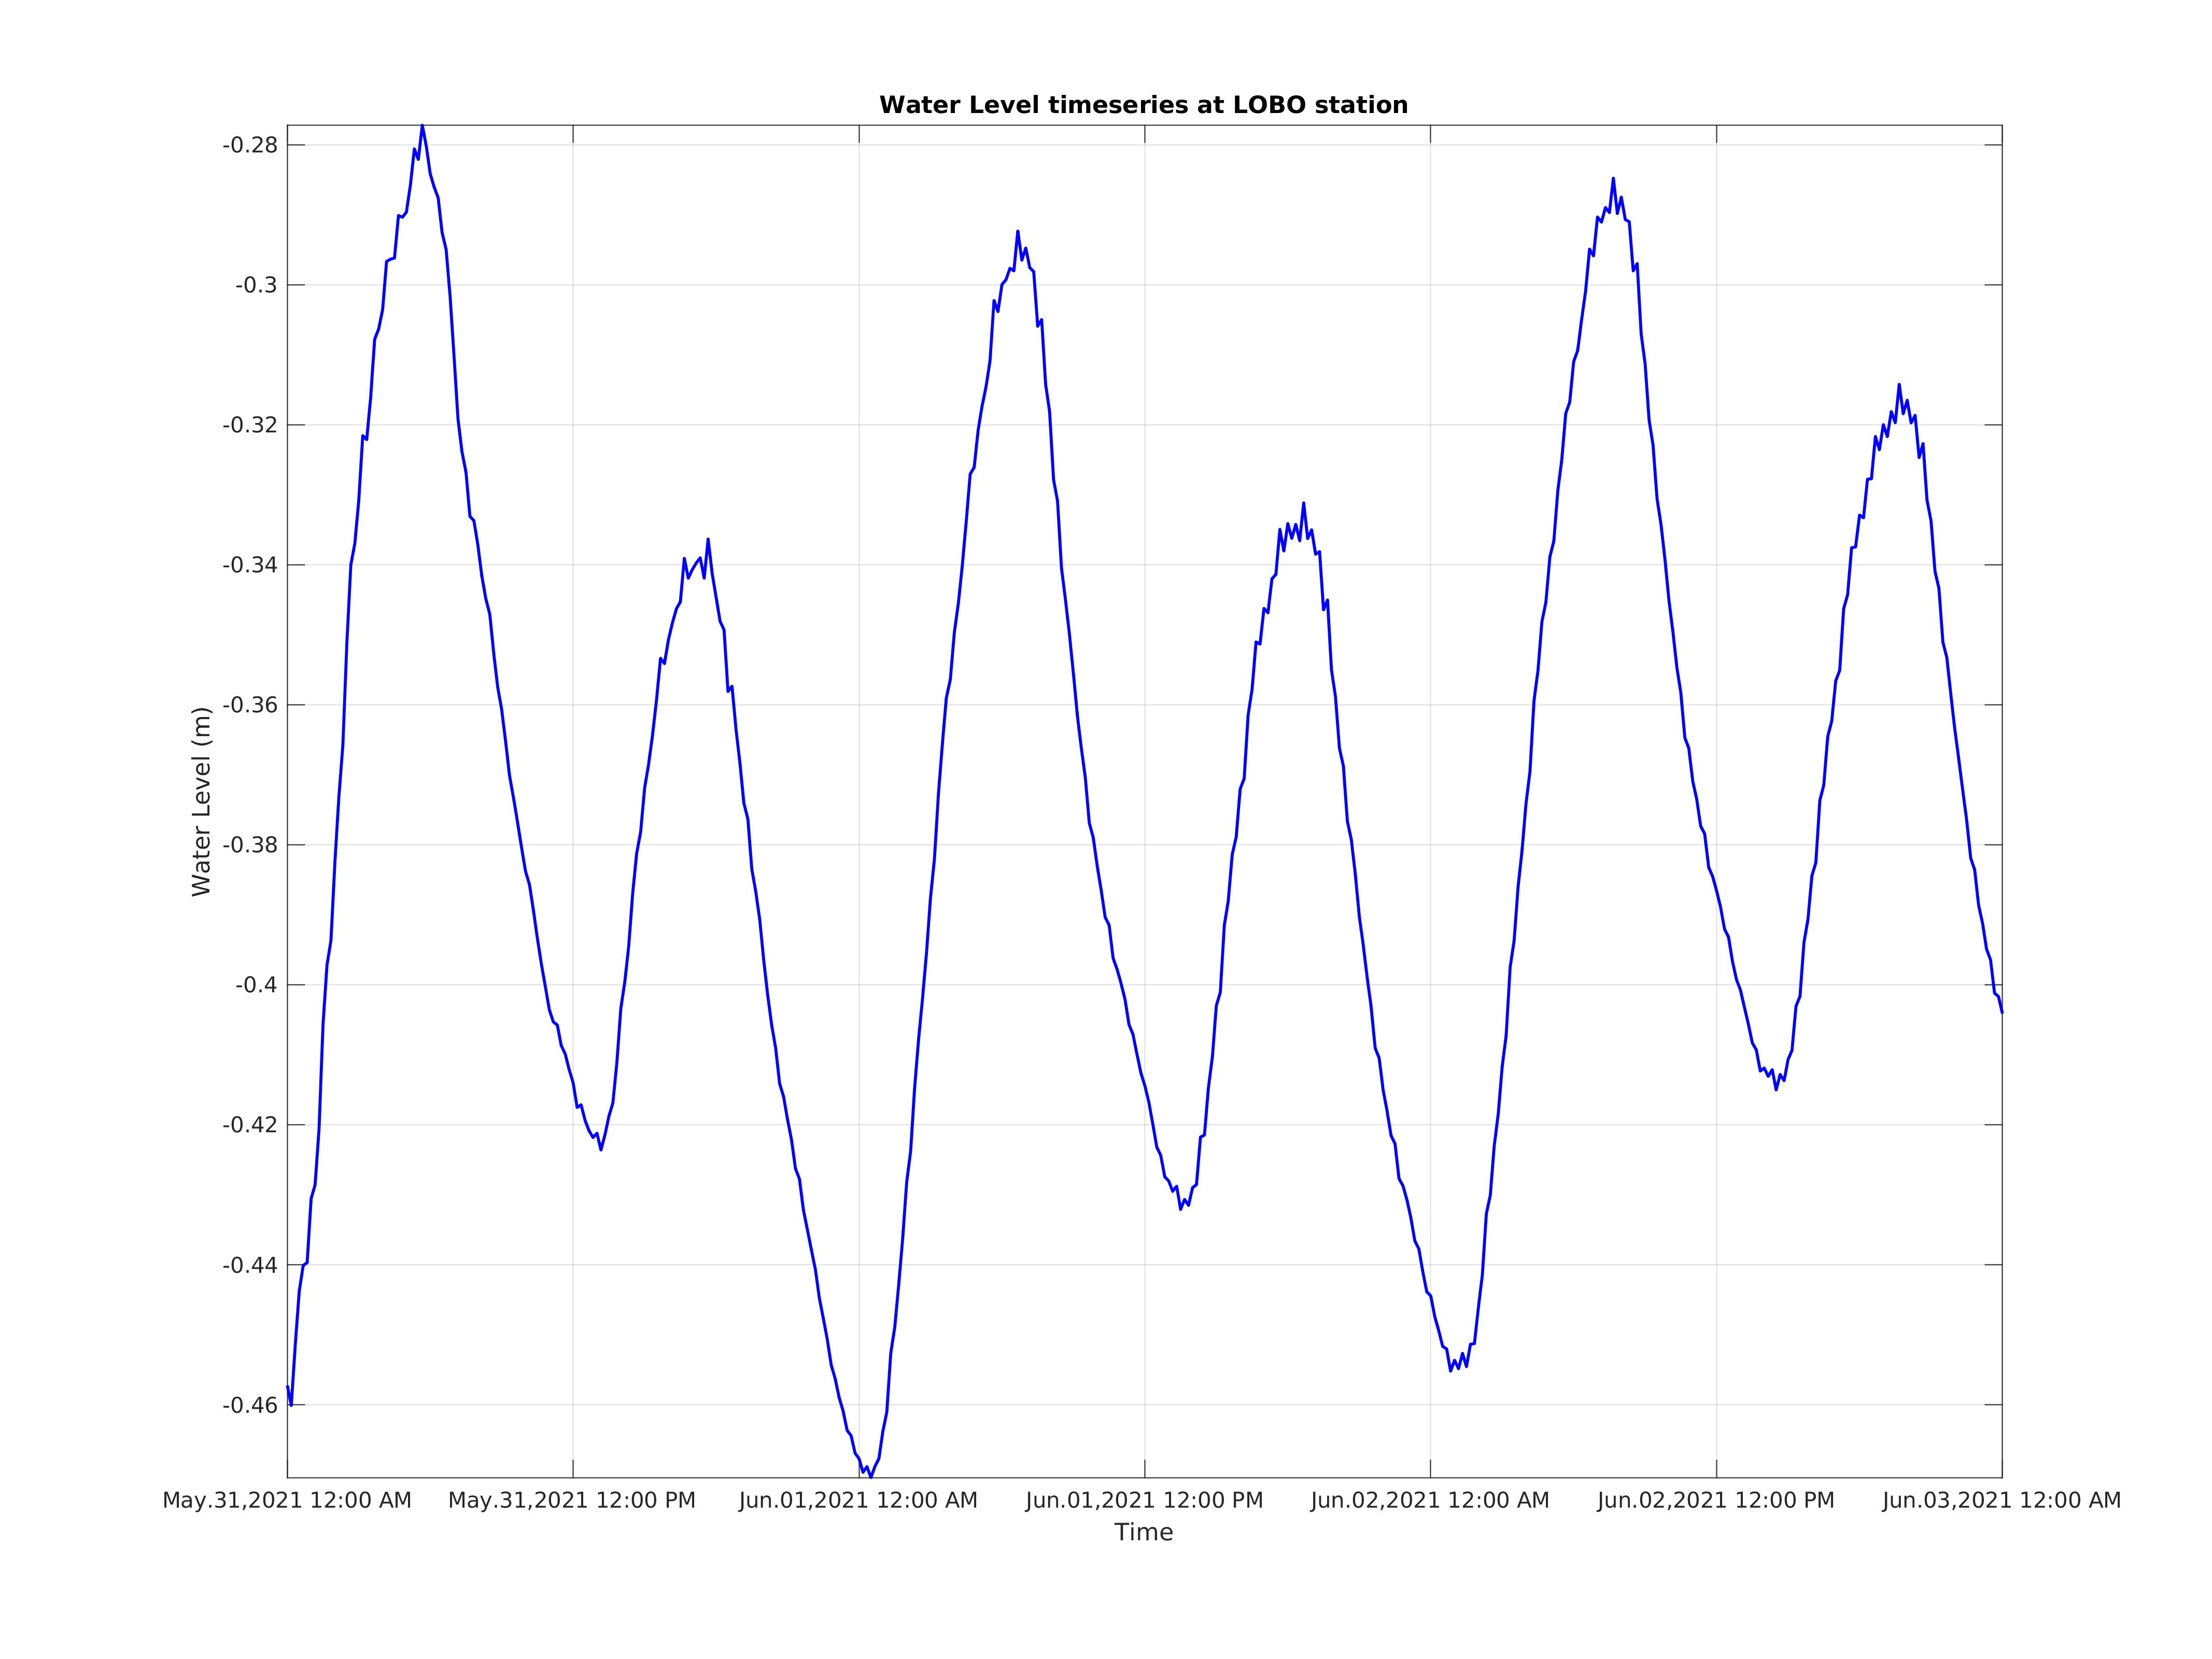 Water Level timeseries at LOBO station
-0.28
-0.3
-0.32
-0.34
-0.36
-0.38
-0.4
-0.42
-0.44
-0.46
Water Level (m)
May.31,2021 12:00 AM May.31,2021 12:00 PM Jun.01,2021 12:00 AM Jun.01,2021 12:00 PM Jun.02,2021 12:00 AM Jun.02,2021 12:00 PM Jun.03,2021 12:00 AM
Time